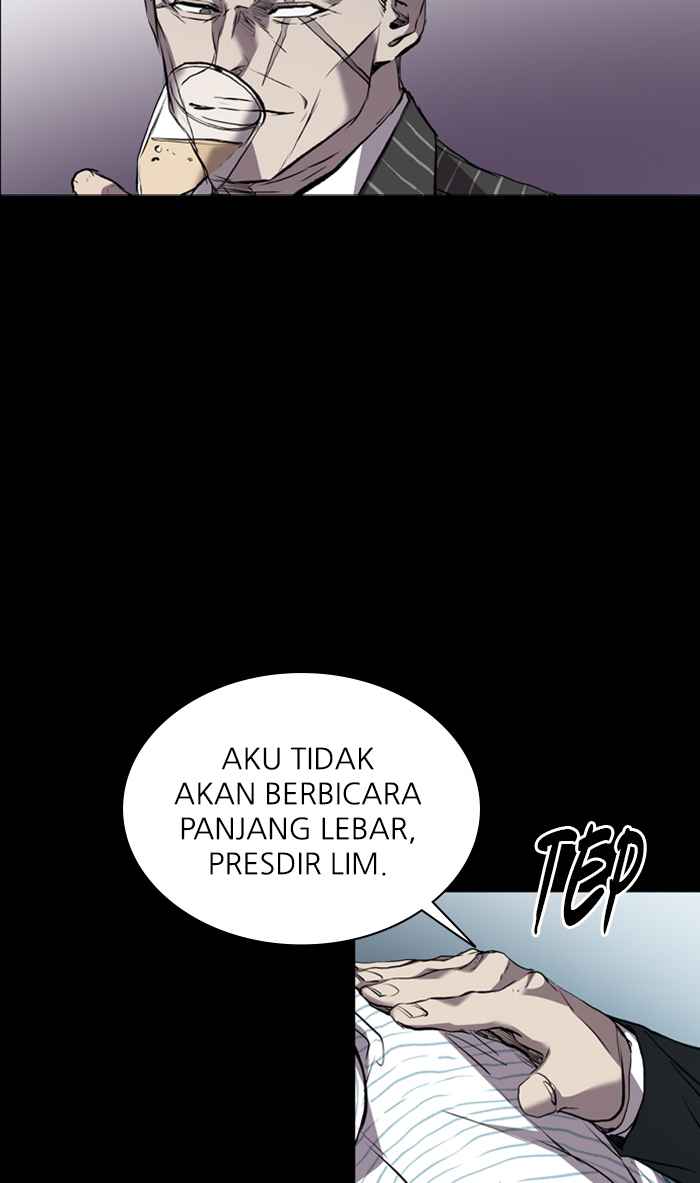 AKU TIDAK
AKAN BERBICARA
PANJANG LEBAR,
PRESDIR LIM.
TEP